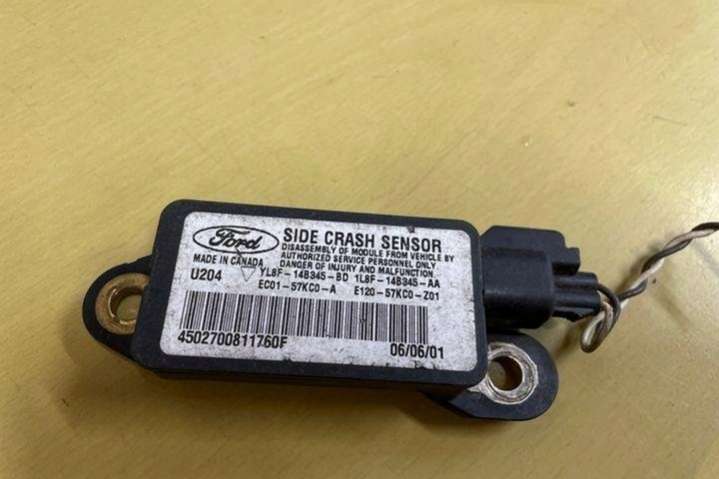 Ford
SIDE CRASH SENSOR
DISASSEMBLY OF MODULE FROM VEHICLE BY
AUTHORIZED SERVICE PERSONNEL ONLY
DANGER OF INJURY AND MALFUNCTION.
MADE IN CANADA
U204
YL8F-14B345-BD 1L8F-14B345-AA
EC01-57KC0-A E120-57KC0-Z01
4502700811760F
06/06/01